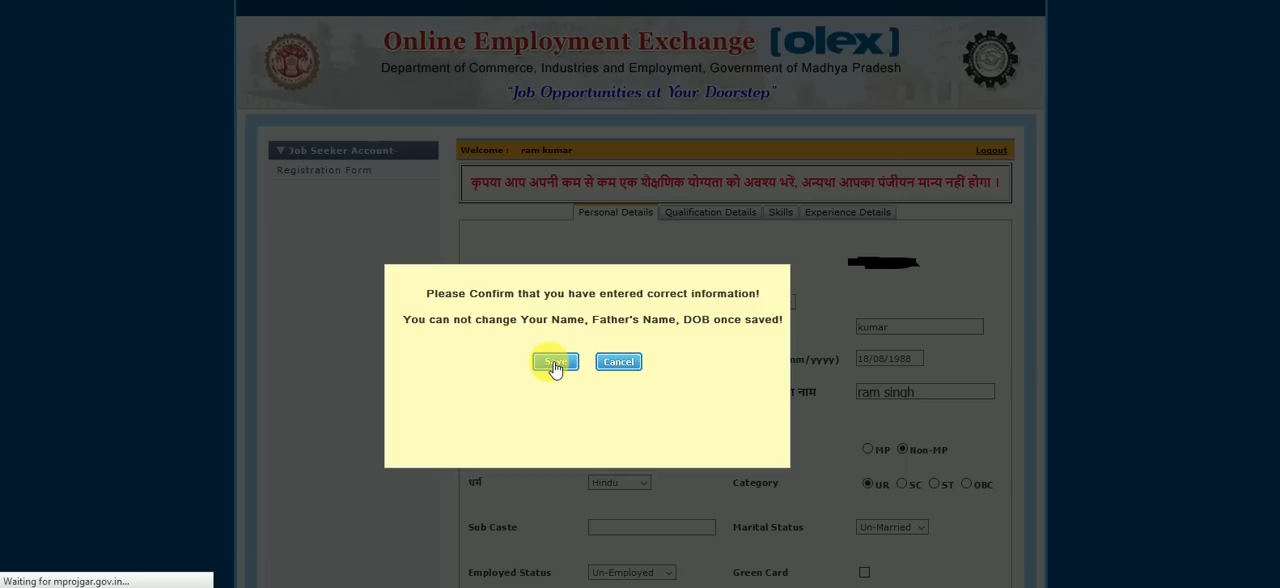 Online Employment Exchange [olex]
Department of Commerce, Industries and Employment, Government of Madhya Pradesh
"Job Opportunities at Your Doorstep"
▼ Job Seeker Account-
Registration Form
Welcome : ram kumar Logout
कृपया आप अपनी कम से कम एक शैक्षणिक योग्यता को अवश्य भरें, अन्यथा आपका पंजीयन मान्य नहीं होगा ।
Personal Details Qualification Details Skills Experience Details
Please Confirm that you have entered correct information!
You can not change Your Name, Father's Name, DOB once saved!
Save Cancel
kumar
mm/yyyy) 18/08/1988
नाम ram singh
MP Non-MP
धर्म Hindu Category UR SC ST OBC
Sub Caste Marital Status Un-Married
Employed Status Un-Employed Green Card
Waiting for mprojgar.gov.in...